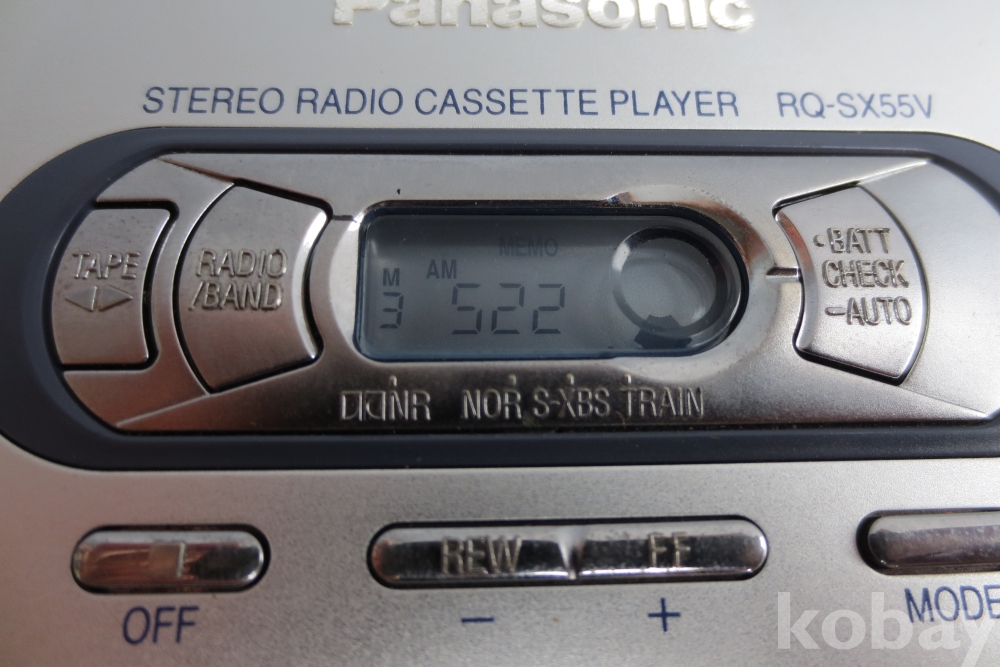 Panasonic
STEREO RADIO CASSETTE PLAYER RQ-SX55V
TAPE
RADIO
/BAND
MEMO
M AM
3 522
•BATT
CHECK
–AUTO
NR NOR S-XBS TRAIN
REW FF
OFF – + MODE
kobay